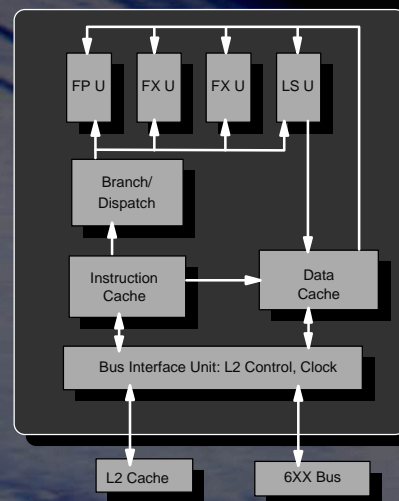 FP U
FX U
FX U
LS U
Branch/
Dispatch
Instruction
Cache
Data
Cache
Bus Interface Unit: L2 Control, Clock
L2 Cache
6XX Bus